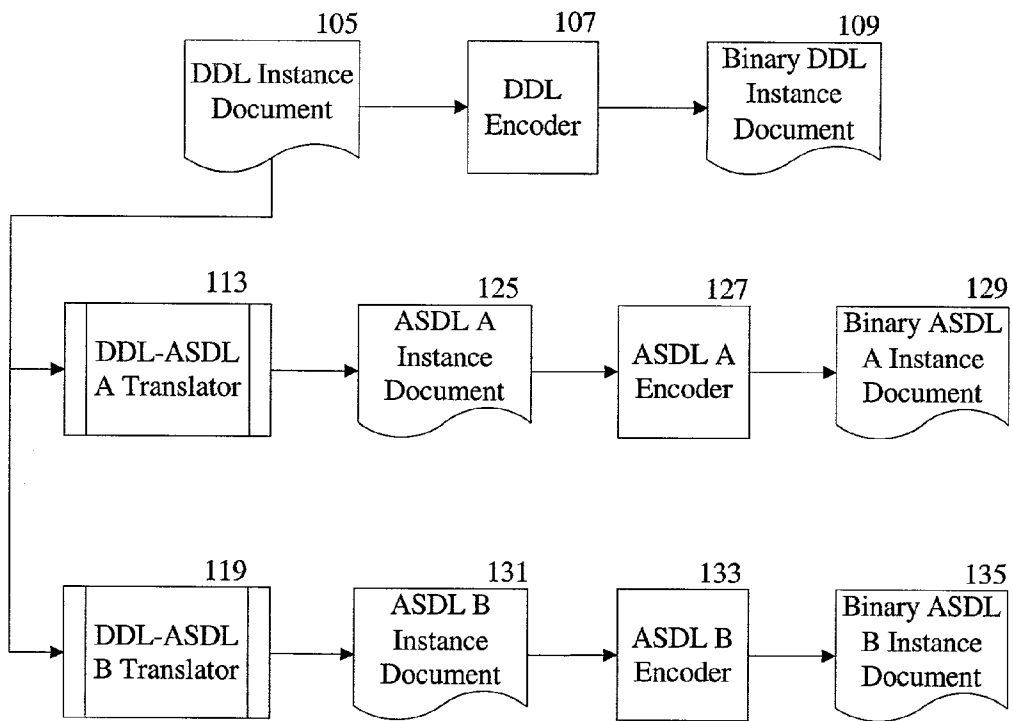 105
107
109
DDL Instance
Document
DDL
Encoder
Binary DDL
Instance
Document
113
125
127
129
DDL-ASDL
A Translator
ASDL A
Instance
Document
ASDL A
Encoder
Binary ASDL
A Instance
Document
119
131
133
135
DDL-ASDL
B Translator
ASDL B
Instance
Document
ASDL B
Encoder
Binary ASDL
B Instance
Document